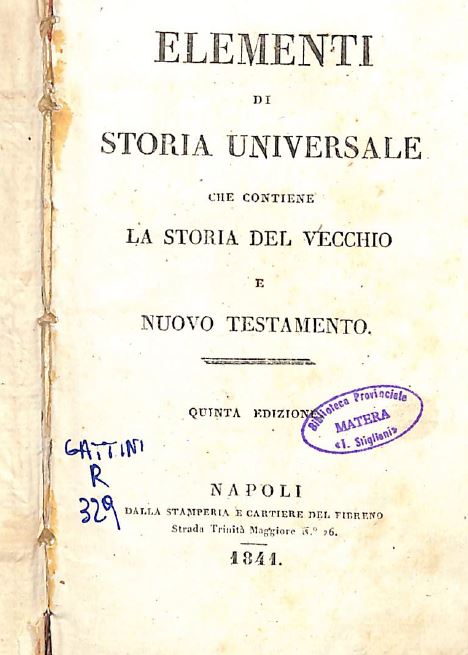 ELEMENTI
DI
STORIA UNIVERSALE
CHE CONTIENE
LA STORIA DEL VECCHIO
E
NUOVO TESTAMENTO.
QUINTA EDIZIONE
Biblioteca Provinciale
MATERA
«T. Stigliani»
GATTINI
R
329
NAPOLI
DALLA STAMPERIA E CARTIERE DEL FIBRENO
Strada Trinità Maggiore N.° 26.
1841.